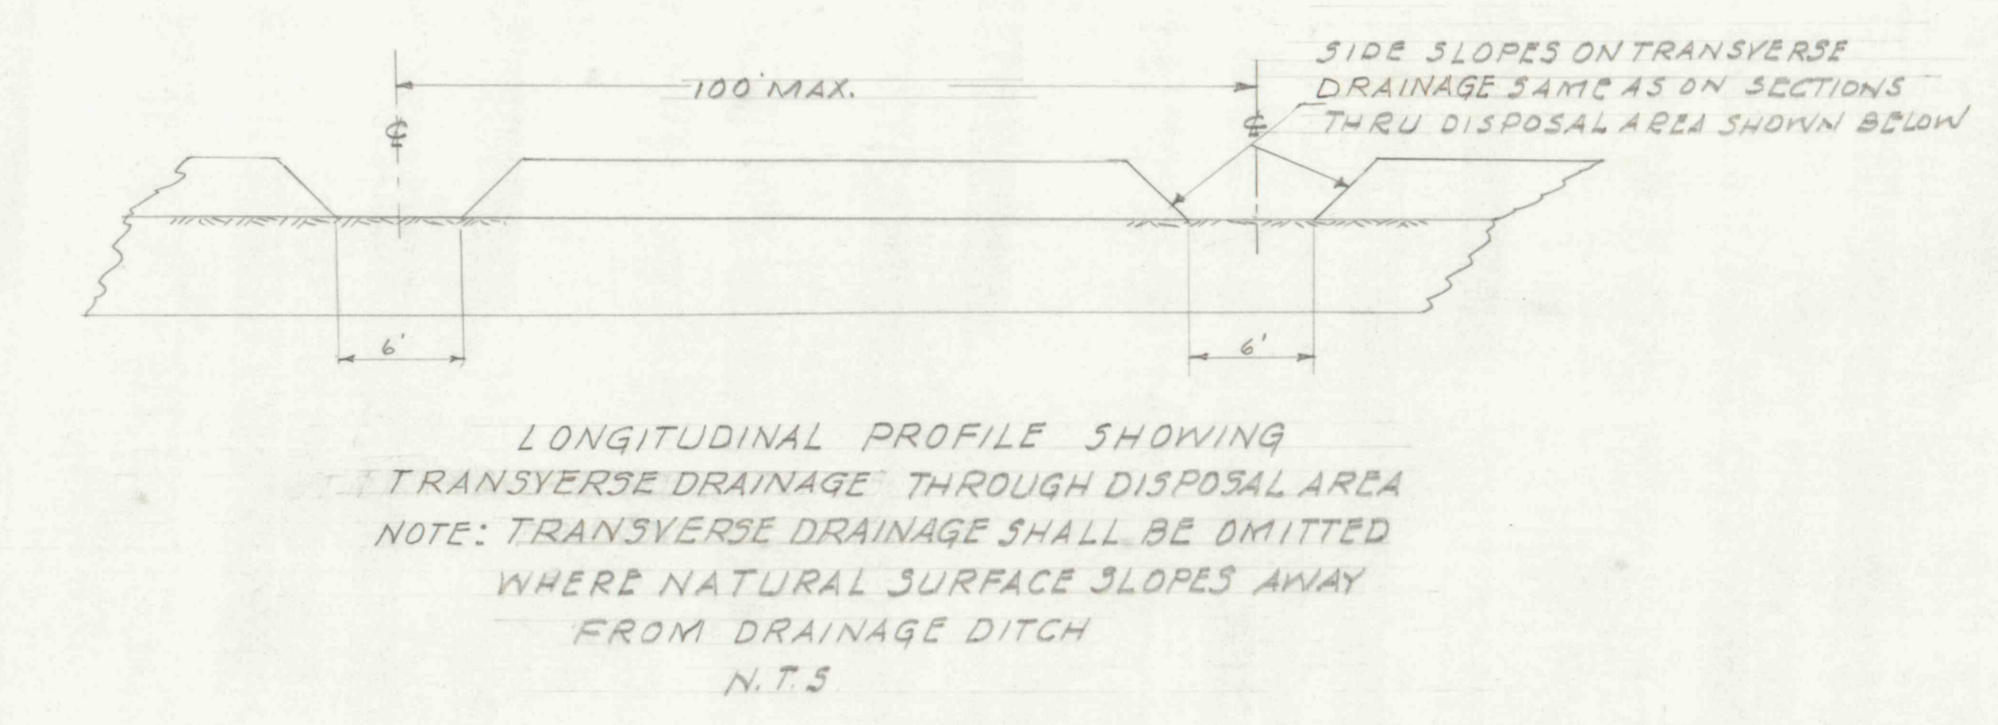 SIDE SLOPES ON TRANSVERSE
DRAINAGE SAME AS ON SECTIONS
THRU DISPOSAL AREA SHOWN BELOW
100' MAX.
℄
℄
6'
6'
LONGITUDINAL PROFILE SHOWING
TRANSVERSE DRAINAGE THROUGH DISPOSAL AREA
NOTE: TRANSVERSE DRAINAGE SHALL BE OMITTED
WHERE NATURAL SURFACE SLOPES AWAY
FROM DRAINAGE DITCH
N.T.S